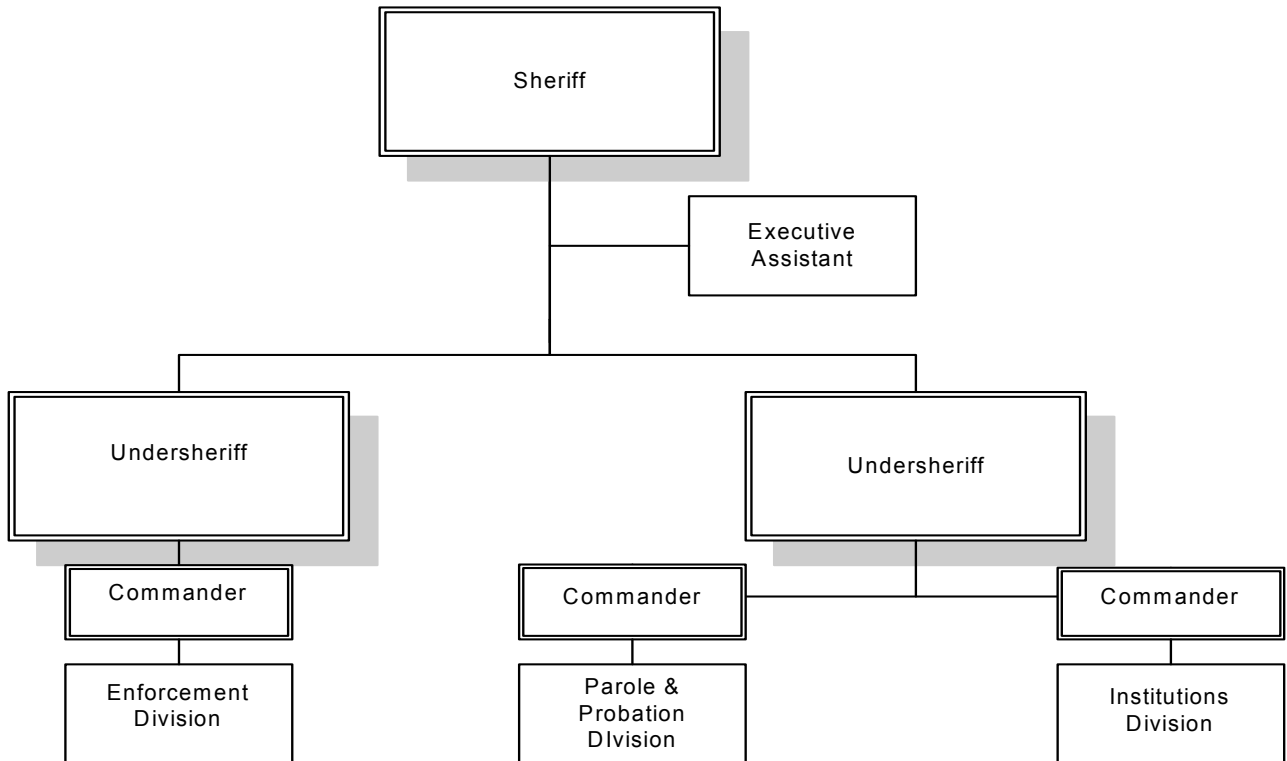 Sheriff
Executive
Assistant
Undersheriff
Undersheriff
Commander
Commander
Commander
Enforcement
Division
Parole &
Probation
DIvision
Institutions
Division